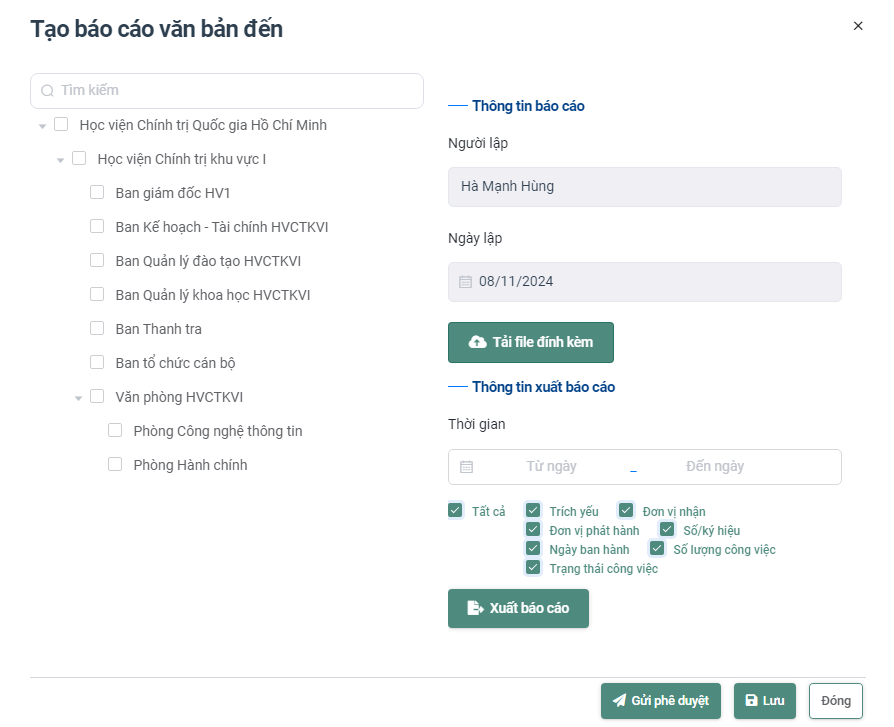 Tạo báo cáo văn bản đến
Tìm kiếm
Học viện Chính trị Quốc gia Hồ Chí Minh
Học viện Chính trị khu vực I
Ban giám đốc HV1
Ban Kế hoạch - Tài chính HVCTKVI
Ban Quản lý đào tạo HVCTKVI
Ban Quản lý khoa học HVCTKVI
Ban Thanh tra
Ban tổ chức cán bộ
Văn phòng HVCTKVI
Phòng Công nghệ thông tin
Phòng Hành chính
Thông tin báo cáo
Người lập
Hà Mạnh Hùng
Ngày lập
08/11/2024
Tải file đính kèm
Thông tin xuất báo cáo
Thời gian
Từ ngày _ Đến ngày
Tất cả Trích yếu Đơn vị nhận
Đơn vị phát hành Số/ký hiệu
Ngày ban hành Số lượng công việc
Trạng thái công việc
Xuất báo cáo
Gửi phê duyệt Lưu Đóng